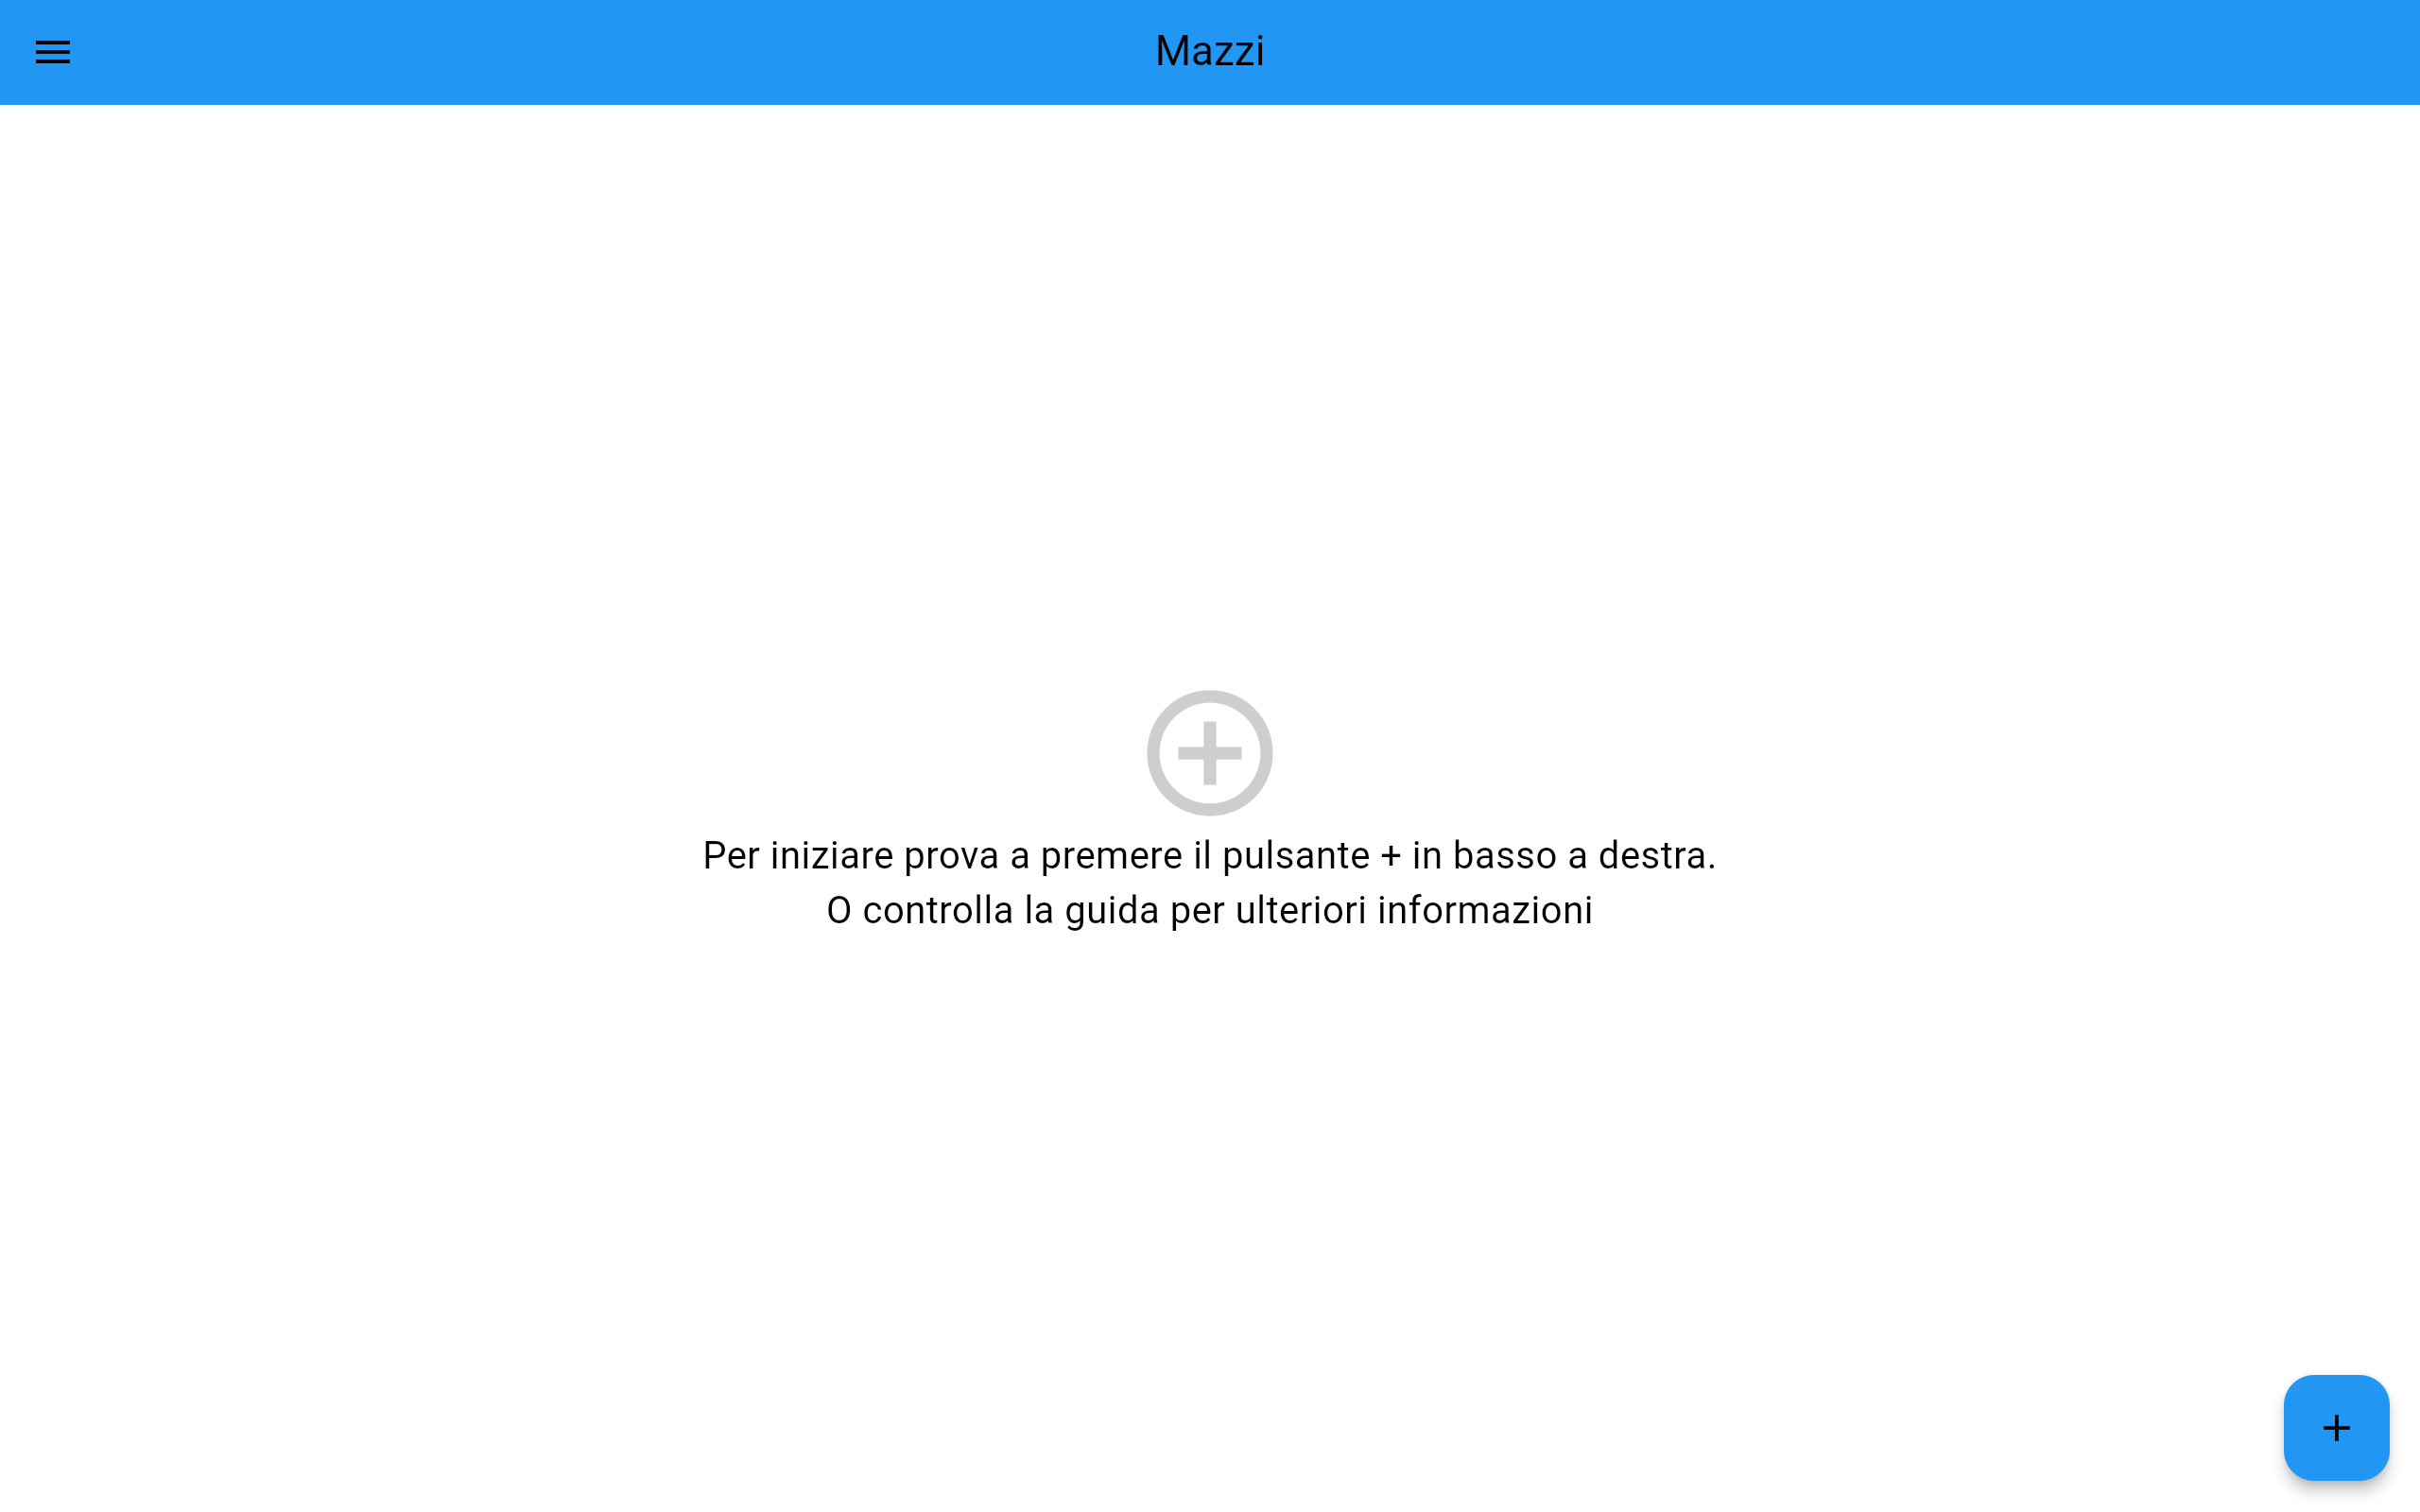 Mazzi
Per iniziare prova a premere il pulsante + in basso a destra.
O controlla la guida per ulteriori informazioni